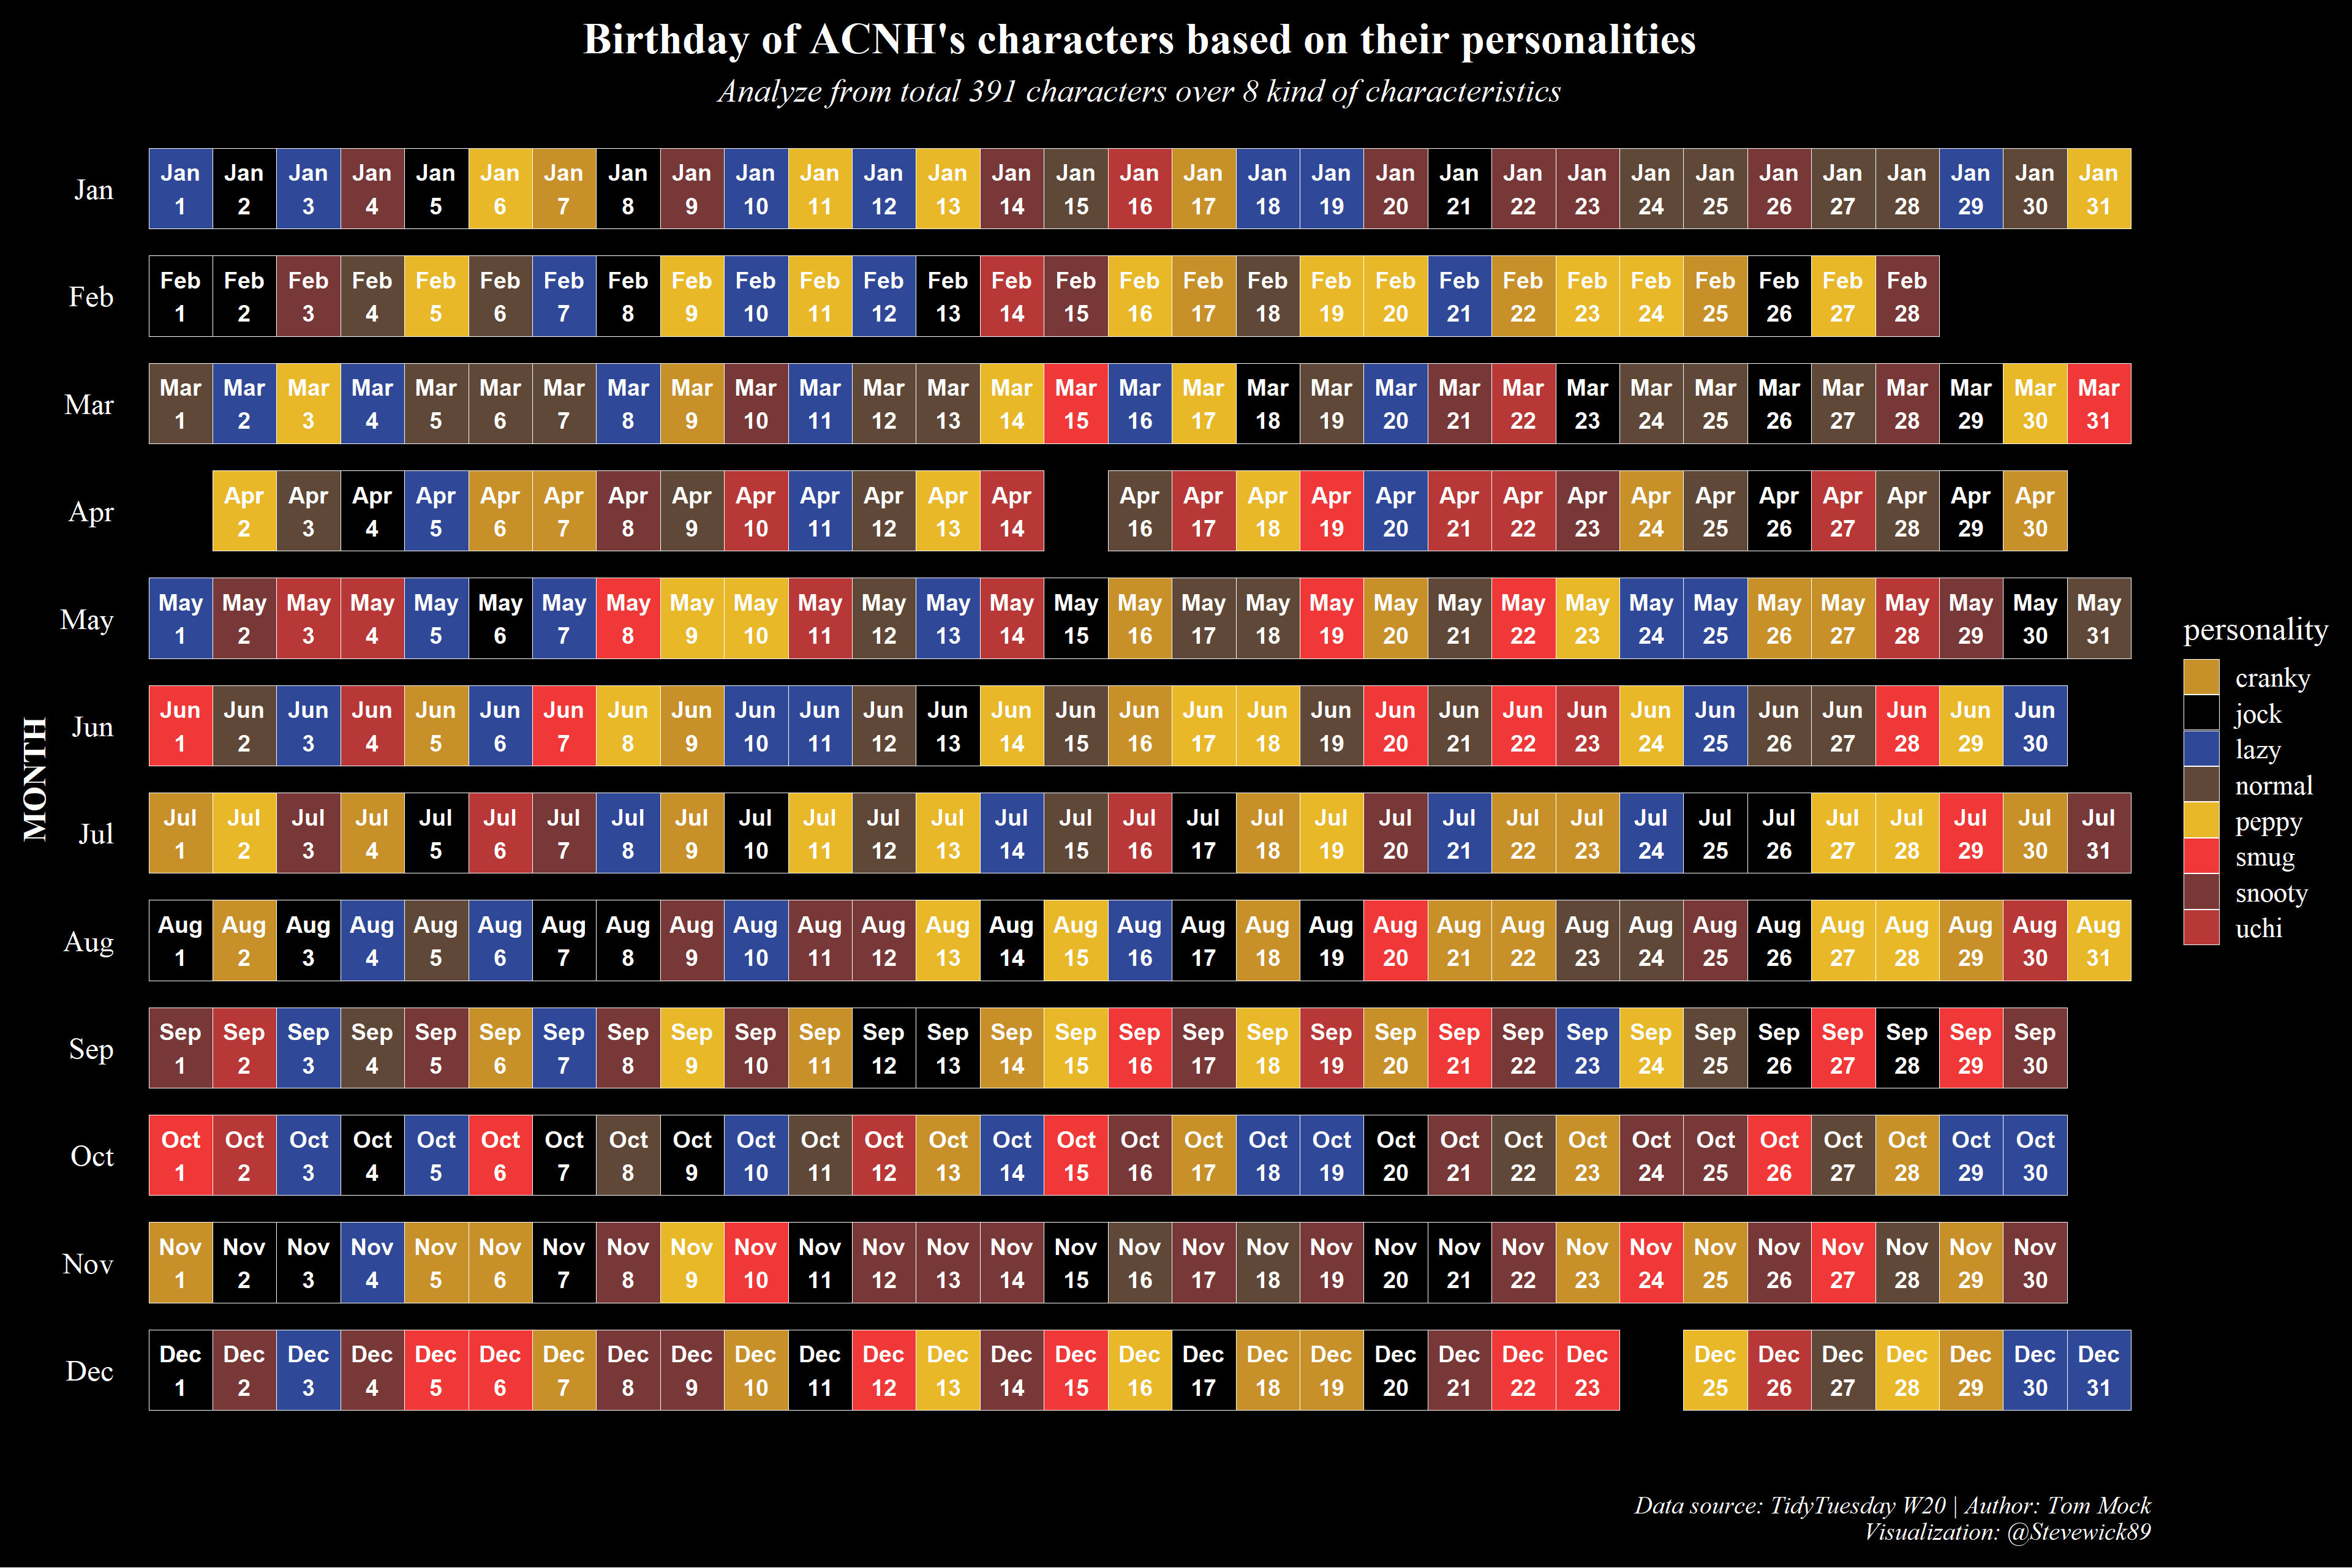 Birthday of ACNH's characters based on their personalities
Analyze from total 391 characters over 8 kind of characteristics
Jan Jan Jan Jan Jan Jan Jan Jan Jan Jan Jan Jan Jan Jan Jan Jan Jan Jan Jan Jan Jan Jan Jan Jan Jan Jan Jan Jan Jan Jan Jan
Jan
1 2 3 4 5 6 7 8 9 10 11 12 13 14 15 16 17 18 19 20 21 22 23 24 25 26 27 28 29 30 31
Feb Feb Feb Feb Feb Feb Feb Feb Feb Feb Feb Feb Feb Feb Feb Feb Feb Feb Feb Feb Feb Feb Feb Feb Feb Feb Feb Feb
Feb
1 2 3 4 5 6 7 8 9 10 11 12 13 14 15 16 17 18 19 20 21 22 23 24 25 26 27 28
Mar Mar Mar Mar Mar Mar Mar Mar Mar Mar Mar Mar Mar Mar Mar Mar Mar Mar Mar Mar Mar Mar Mar Mar Mar Mar Mar Mar Mar Mar Mar
Mar
1 2 3 4 5 6 7 8 9 10 11 12 13 14 15 16 17 18 19 20 21 22 23 24 25 26 27 28 29 30 31
Apr Apr Apr Apr Apr Apr Apr Apr Apr Apr Apr Apr Apr Apr Apr Apr Apr Apr Apr Apr Apr Apr Apr Apr Apr Apr Apr Apr
Apr
2 3 4 5 6 7 8 9 10 11 12 13 14 16 17 18 19 20 21 22 23 24 25 26 27 28 29 30
May May May May May May May May May May May May May May May May May May May May May May May May May May May May May May May
May
1 2 3 4 5 6 7 8 9 10 11 12 13 14 15 16 17 18 19 20 21 22 23 24 25 26 27 28 29 30 31
Jun Jun Jun Jun Jun Jun Jun Jun Jun Jun Jun Jun Jun Jun Jun Jun Jun Jun Jun Jun Jun Jun Jun Jun Jun Jun Jun Jun Jun Jun
Jun
1 2 3 4 5 6 7 8 9 10 11 12 13 14 15 16 17 18 19 20 21 22 23 24 25 26 27 28 29 30
MONTH
Jul Jul Jul Jul Jul Jul Jul Jul Jul Jul Jul Jul Jul Jul Jul Jul Jul Jul Jul Jul Jul Jul Jul Jul Jul Jul Jul Jul Jul Jul Jul
Jul
1 2 3 4 5 6 7 8 9 10 11 12 13 14 15 16 17 18 19 20 21 22 23 24 25 26 27 28 29 30 31
Aug Aug Aug Aug Aug Aug Aug Aug Aug Aug Aug Aug Aug Aug Aug Aug Aug Aug Aug Aug Aug Aug Aug Aug Aug Aug Aug Aug Aug Aug Aug
Aug
1 2 3 4 5 6 7 8 9 10 11 12 13 14 15 16 17 18 19 20 21 22 23 24 25 26 27 28 29 30 31
Sep Sep Sep Sep Sep Sep Sep Sep Sep Sep Sep Sep Sep Sep Sep Sep Sep Sep Sep Sep Sep Sep Sep Sep Sep Sep Sep Sep Sep Sep
Sep
1 2 3 4 5 6 7 8 9 10 11 12 13 14 15 16 17 18 19 20 21 22 23 24 25 26 27 28 29 30
Oct Oct Oct Oct Oct Oct Oct Oct Oct Oct Oct Oct Oct Oct Oct Oct Oct Oct Oct Oct Oct Oct Oct Oct Oct Oct Oct Oct Oct Oct
Oct
1 2 3 4 5 6 7 8 9 10 11 12 13 14 15 16 17 18 19 20 21 22 23 24 25 26 27 28 29 30
Nov Nov Nov Nov Nov Nov Nov Nov Nov Nov Nov Nov Nov Nov Nov Nov Nov Nov Nov Nov Nov Nov Nov Nov Nov Nov Nov Nov Nov Nov
Nov
1 2 3 4 5 6 7 8 9 10 11 12 13 14 15 16 17 18 19 20 21 22 23 24 25 26 27 28 29 30
Dec Dec Dec Dec Dec Dec Dec Dec Dec Dec Dec Dec Dec Dec Dec Dec Dec Dec Dec Dec Dec Dec Dec Dec Dec Dec Dec Dec Dec Dec
Dec
1 2 3 4 5 6 7 8 9 10 11 12 13 14 15 16 17 18 19 20 21 22 23 25 26 27 28 29 30 31
personality
cranky
jock
lazy
normal
peppy
smug
snooty
uchi
Data source: TidyTuesday W20 | Author: Tom Mock
Visualization: @Stevewick89